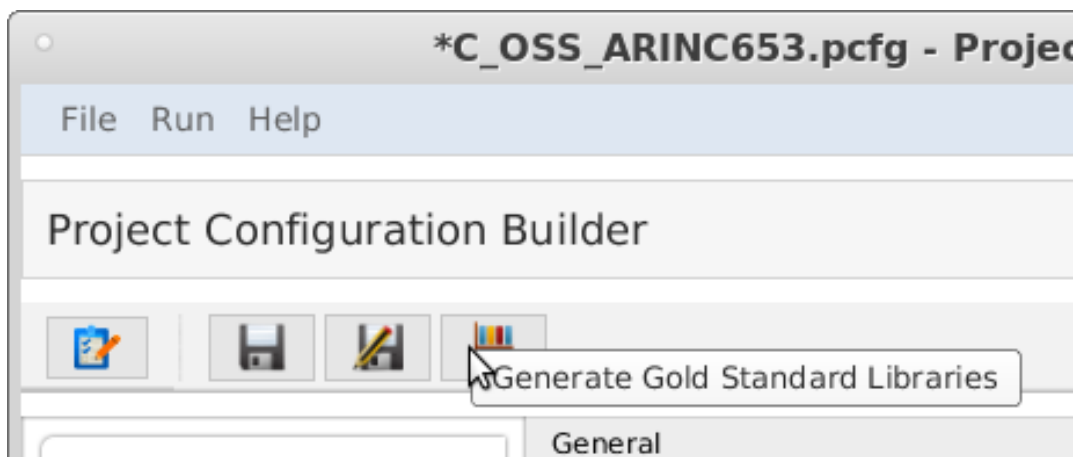 *C_OSS_ARINC653.pcfg - Projec
File Run Help
Project Configuration Builder
Generate Gold Standard Libraries
General